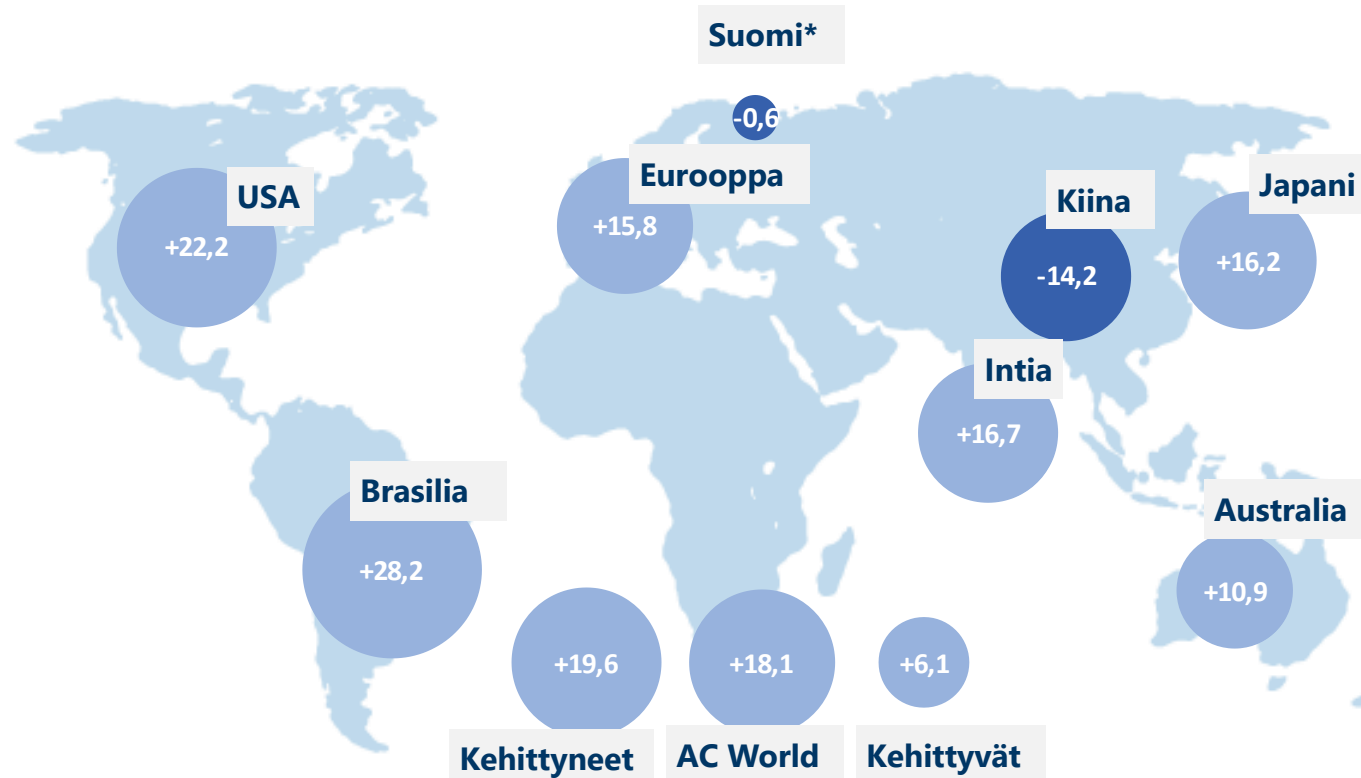 Suomi*
-0,6
Eurooppa
+15,8
USA
+22,2
Kiina
-14,2
Japani
+16,2
Intia
+16,7
Brasilia
+28,2
Australia
+10,9
+19,6
Kehittyneet
+18,1
AC World
+6,1
Kehittyvät